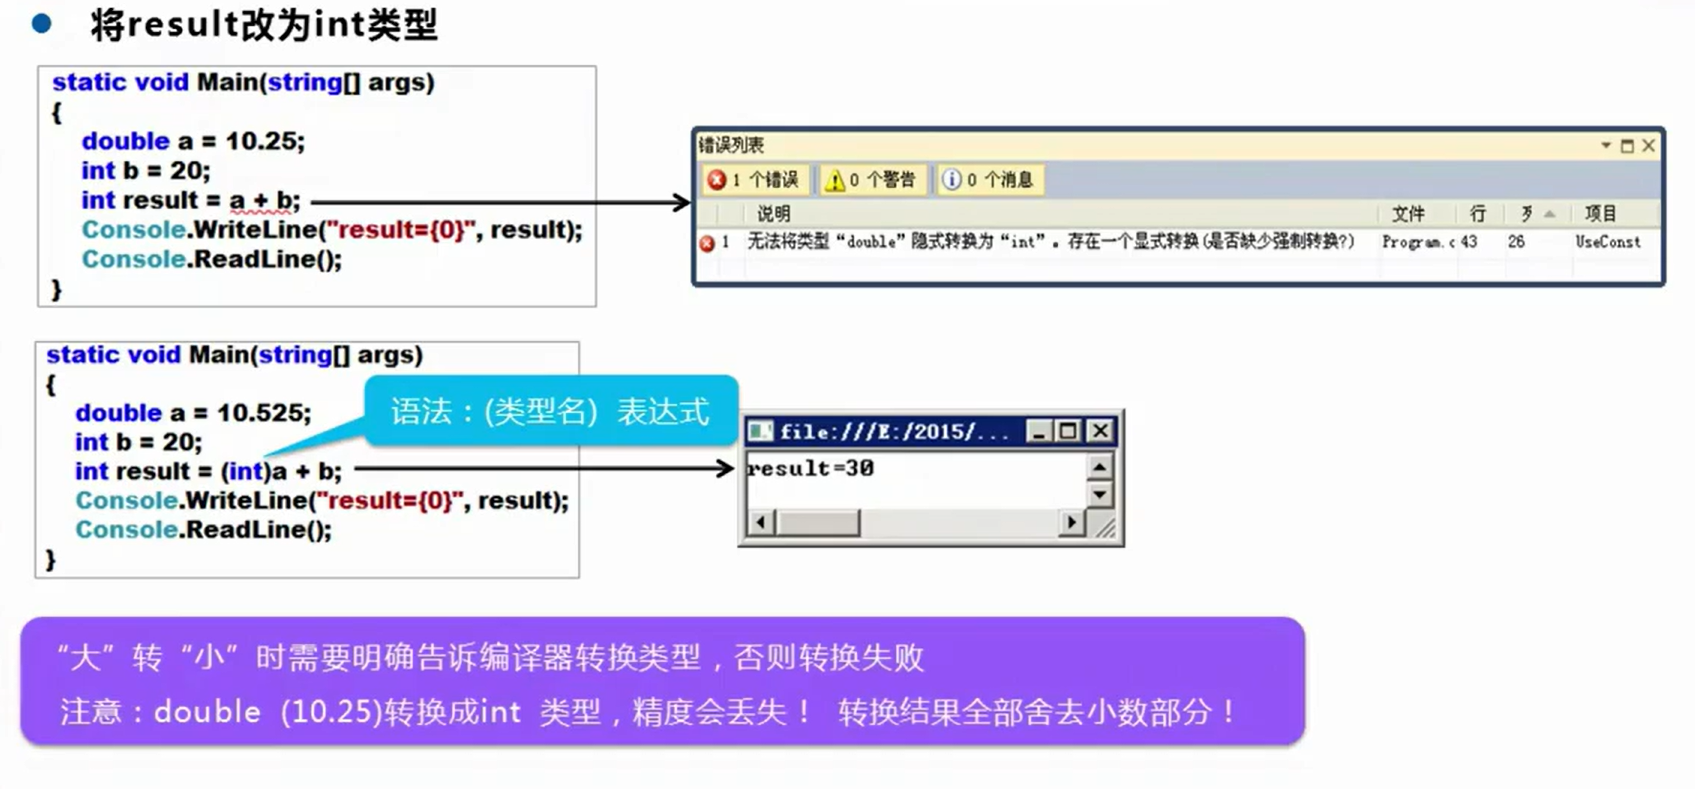 将result改为int类型
static void Main(string[] args)
{
double a = 10.25;
int b = 20;
int result = a + b;
Console.WriteLine("result={0}", result);
Console.ReadLine();
}
错误列表
1 个错误 0 个警告 0 个消息
说明 文件 行 项目
1 无法将类型“double”隐式转换为“int”。存在一个显式转换(是否缺少强制转换?) Program.c 43 26 UseConst
static void Main(string[] args)
{
double a = 10.525;
int b = 20;
int result = (int)a + b;
Console.WriteLine("result={0}", result);
Console.ReadLine();
}
语法：(类型名) 表达式
file:///E:/2015/...
result=30
“大”转“小”时需要明确告诉编译器转换类型，否则转换失败
注意：double (10.25)转换成int 类型，精度会丢失！ 转换结果全部舍去小数部分！